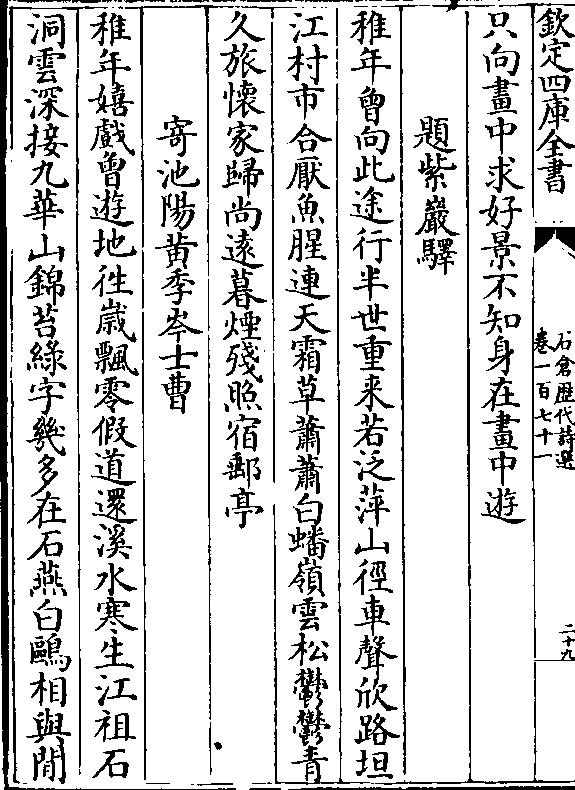 欽定四庫全書
石倉歴代詩選
卷一百七十一
二十九
只向畫中求好景不知身在畫中遊
題紫巖驛
稚年曾向此途行半世重来若泛萍山徑車聲欣路坦
江村市合厭魚腥連天霜草蕭蕭白蟠嶺雲松鬱鬱青
久旅懷家歸尚遠暮煙殘照宿郵亭
寄池陽黄季岑士曹
稚年嬉戲曾遊地徃歳飄零假道還溪水寒生江祖石
洞雲深接九華山錦苔綠字幾多在石燕白鷗相與閒